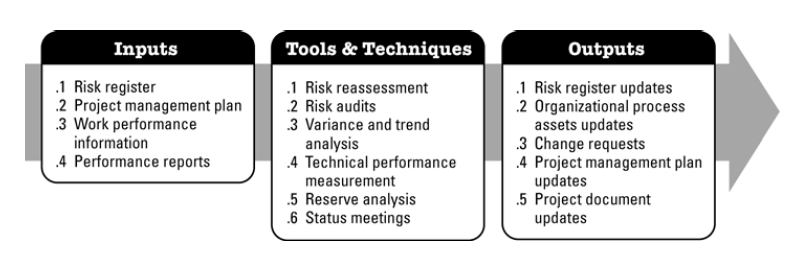 Inputs
.1 Risk register
.2 Project management plan
.3 Work performance
information
.4 Performance reports
Tools & Techniques
.1 Risk reassessment
.2 Risk audits
.3 Variance and trend
analysis
.4 Technical performance
measurement
.5 Reserve analysis
.6 Status meetings
Outputs
.1 Risk register updates
.2 Organizational process
assets updates
.3 Change requests
.4 Project management plan
updates
.5 Project document
updates